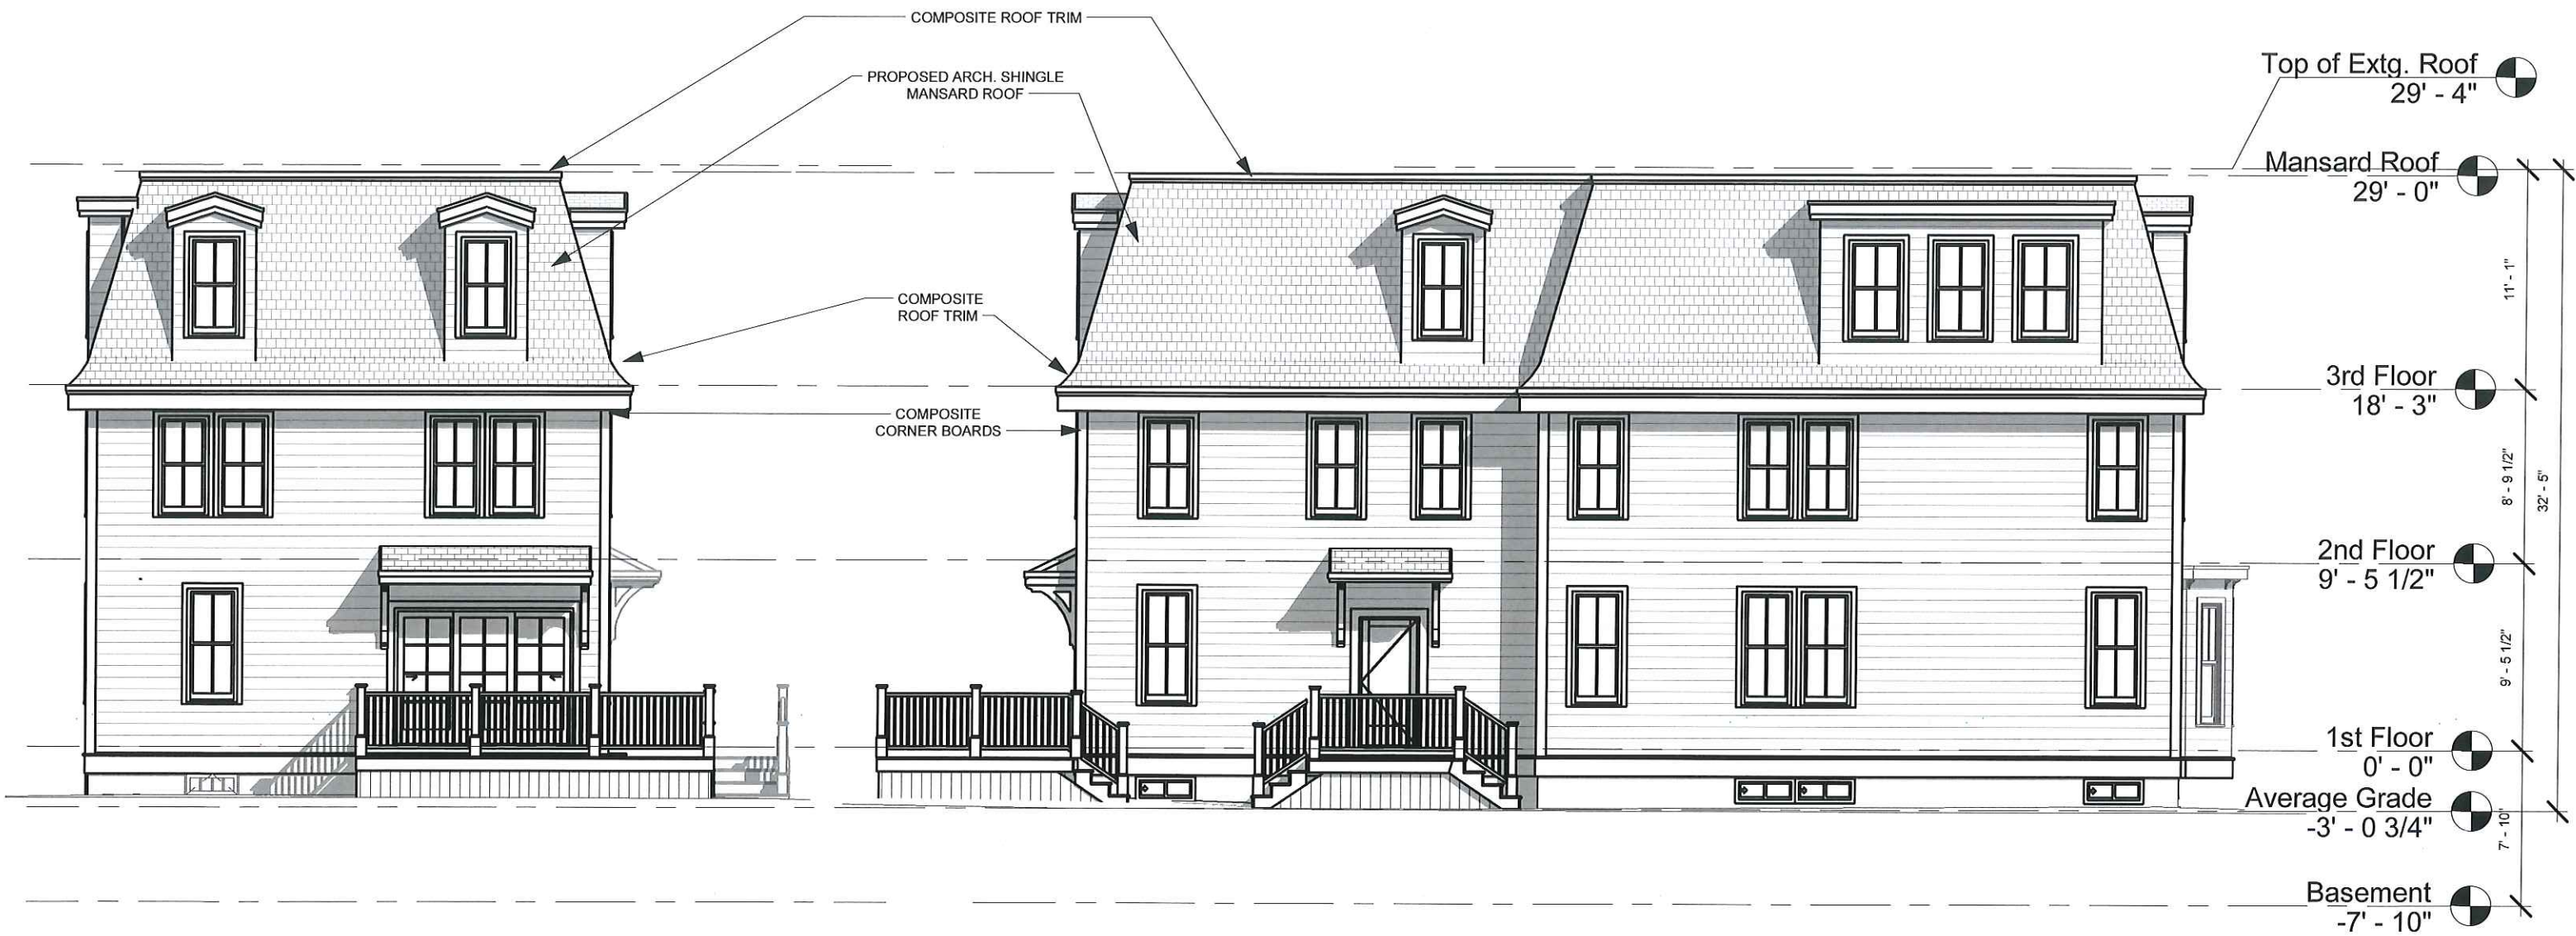 COMPOSITE ROOF TRIM
PROPOSED ARCH. SHINGLE
MANSARD ROOF
COMPOSITE
ROOF TRIM
COMPOSITE
CORNER BOARDS
Top of Extg. Roof
29' - 4"
Mansard Roof
29' - 0"
11' - 1"
3rd Floor
18' - 3"
8' - 9 1/2"
32' - 5"
2nd Floor
9' - 5 1/2"
9' - 5 1/2"
1st Floor
0' - 0"
Average Grade
-3' - 0 3/4"
7' - 10"
Basement
-7' - 10"